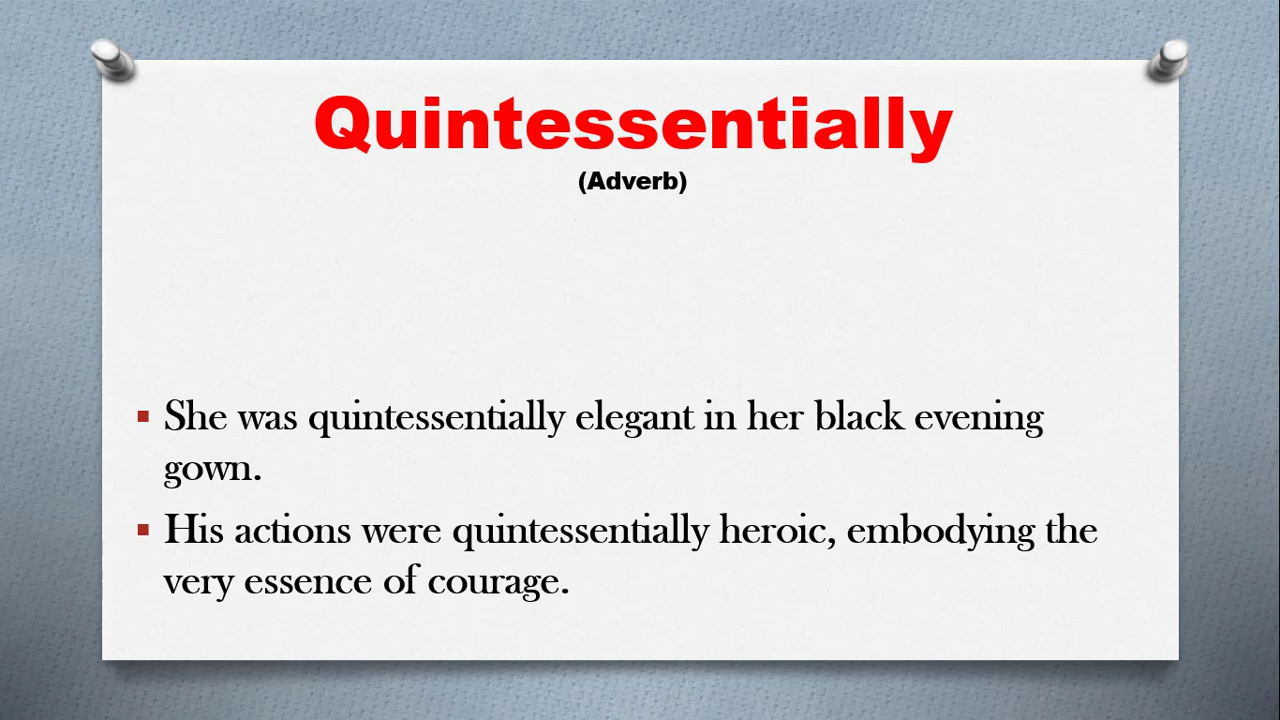 Quintessentially
(Adverb)
▪ She was quintessentially elegant in her black evening
gown.
▪ His actions were quintessentially heroic, embodying the
very essence of courage.